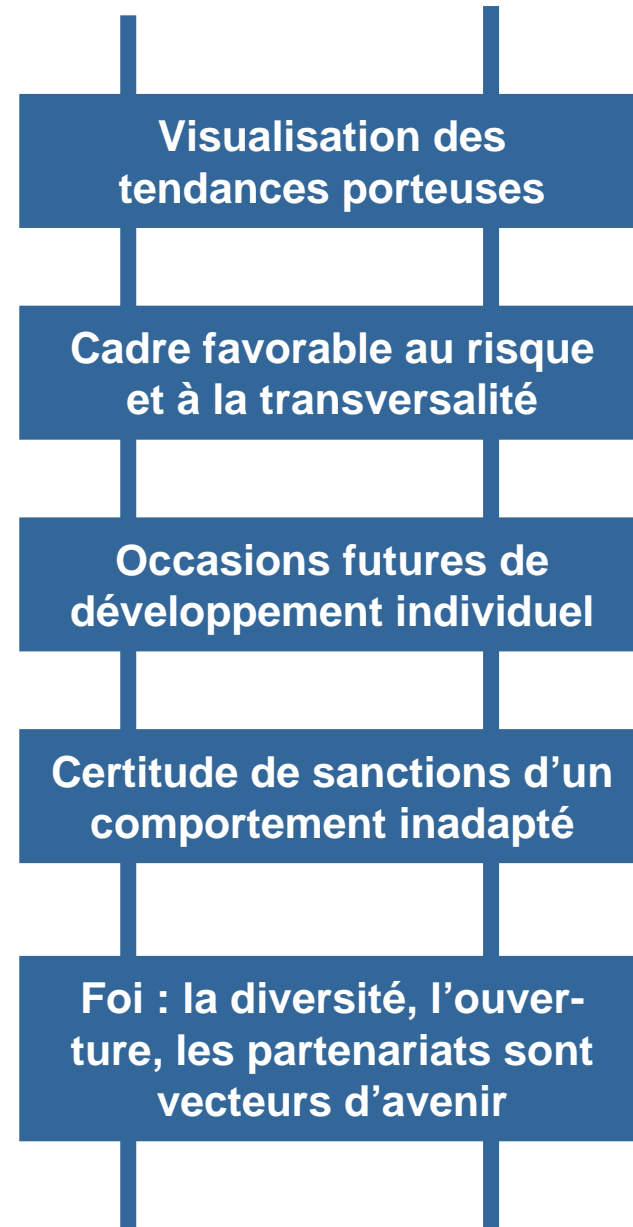 Visualisation des
tendances porteuses
Cadre favorable au risque
et à la transversalité
Occasions futures de
développement individuel
Certitude de sanctions d’un
comportement inadapté
Foi : la diversité, l’ouver-
ture, les partenariats sont
vecteurs d’avenir